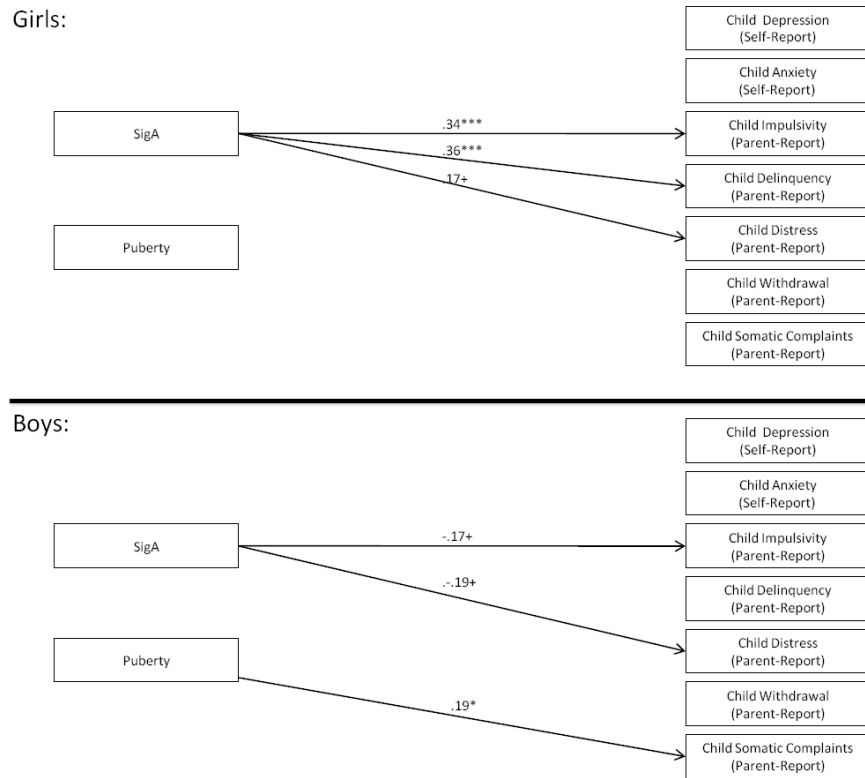 Girls:
Child Depression
(Self-Report)
Child Anxiety
(Self-Report)
SigA
.34***
Child Impulsivity
(Parent-Report)
.36***
Child Delinquency
(Parent-Report)
.17+
Puberty
Child Distress
(Parent-Report)
Child Withdrawal
(Parent-Report)
Child Somatic Complaints
(Parent-Report)
Boys:
Child Depression
(Self-Report)
Child Anxiety
(Self-Report)
SigA
-.17+
Child Impulsivity
(Parent-Report)
.-.19+
Child Delinquency
(Parent-Report)
Puberty
Child Distress
(Parent-Report)
.19*
Child Withdrawal
(Parent-Report)
Child Somatic Complaints
(Parent-Report)